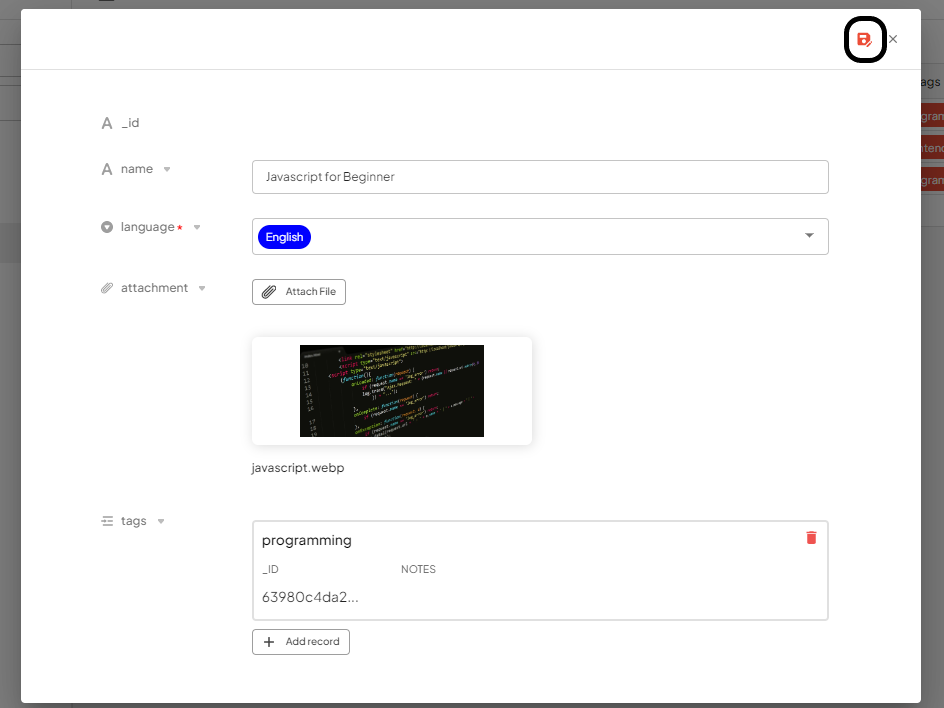 ags
_id
name
Javascript for Beginner
language *
English
attachment
Attach File
javascript.webp
tags
programming
_ID NOTES
63980c4da2...
Add record